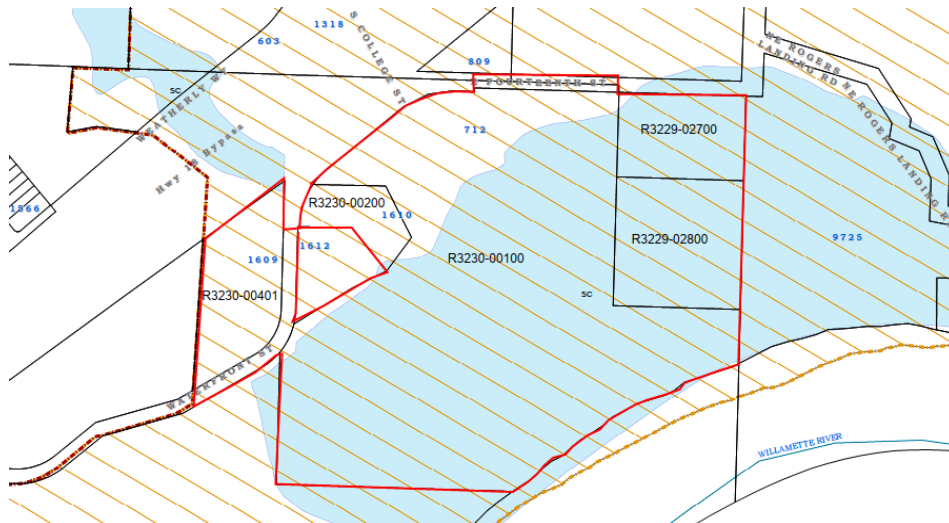 1318
603
S COLLEGE ST
809
NE ROGERS
LANDING RD
NE ROGERS LANDING R
SC
WEATHERLY WY
S FOURTEENTH ST
712
R3229-02700
Hwy 18 Bypass
R3230-00200
1566
1610
1609
1612
R3229-02800
9725
R3230-00100
R3230-00401
SC
WATERFRONT ST
WILLAMETTE RIVER